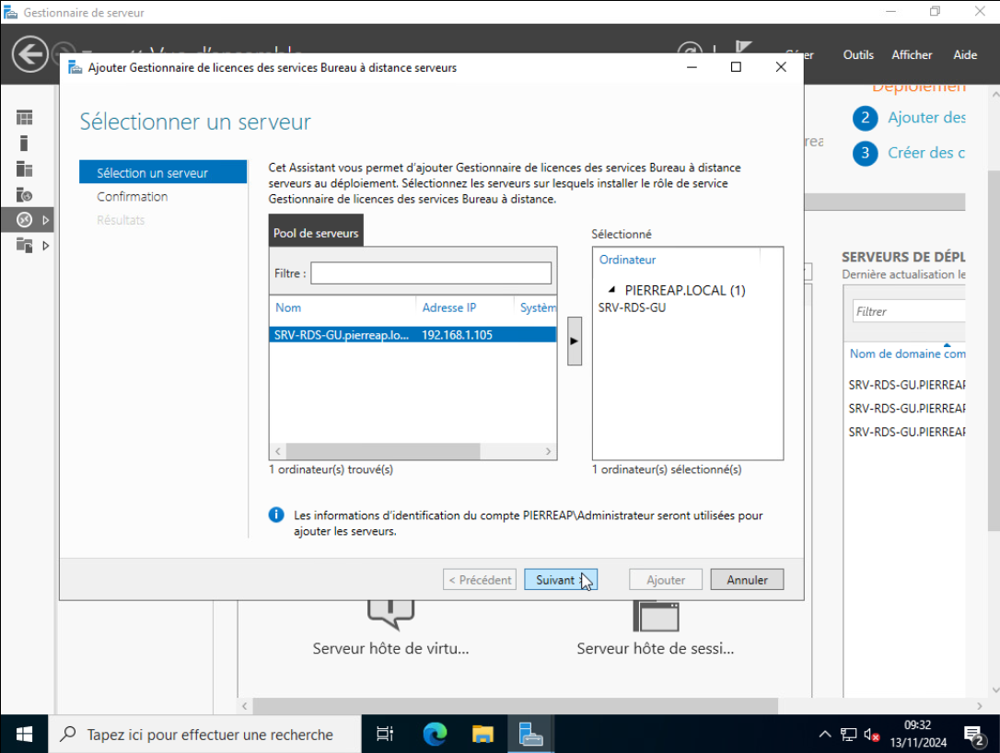 Gestionnaire de serveur
Outils
Afficher
Aide
Ajouter Gestionnaire de licences des services Bureau à distance serveurs
2 Ajouter des
3 Créer des c
Sélectionner un serveur
Sélection un serveur
Confirmation
Résultats
Cet Assistant vous permet d'ajouter Gestionnaire de licences des services Bureau à distance
serveurs au déploiement. Sélectionnez les serveurs sur lesquels installer le rôle de service
Gestionnaire de licences des services Bureau à distance.
Pool de serveurs
Filtre :
Nom Adresse IP Systèm
SRV-RDS-GU.pierreap.lo... 192.168.1.105
1 ordinateur(s) trouvé(s)
Sélectionné
Ordinateur
PIERREAP.LOCAL (1)
SRV-RDS-GU
1 ordinateur(s) sélectionné(s)
Les informations d'identification du compte PIERREAP\Administrateur seront utilisées pour
ajouter les serveurs.
< Précédent
Suivant
Ajouter
Annuler
SERVEURS DE DÉPL
Dernière actualisation le
Filtrer
Nom de domaine com
SRV-RDS-GU.PIERREAP
SRV-RDS-GU.PIERREAP
SRV-RDS-GU.PIERREAP
Serveur hôte de virtu...
Serveur hôte de sessi...
Tapez ici pour effectuer une recherche
09:32
13/11/2024
2